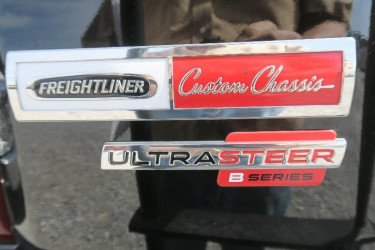 FREIGHTLINER Custom Chassis
ULTRASTEER
B SERIES